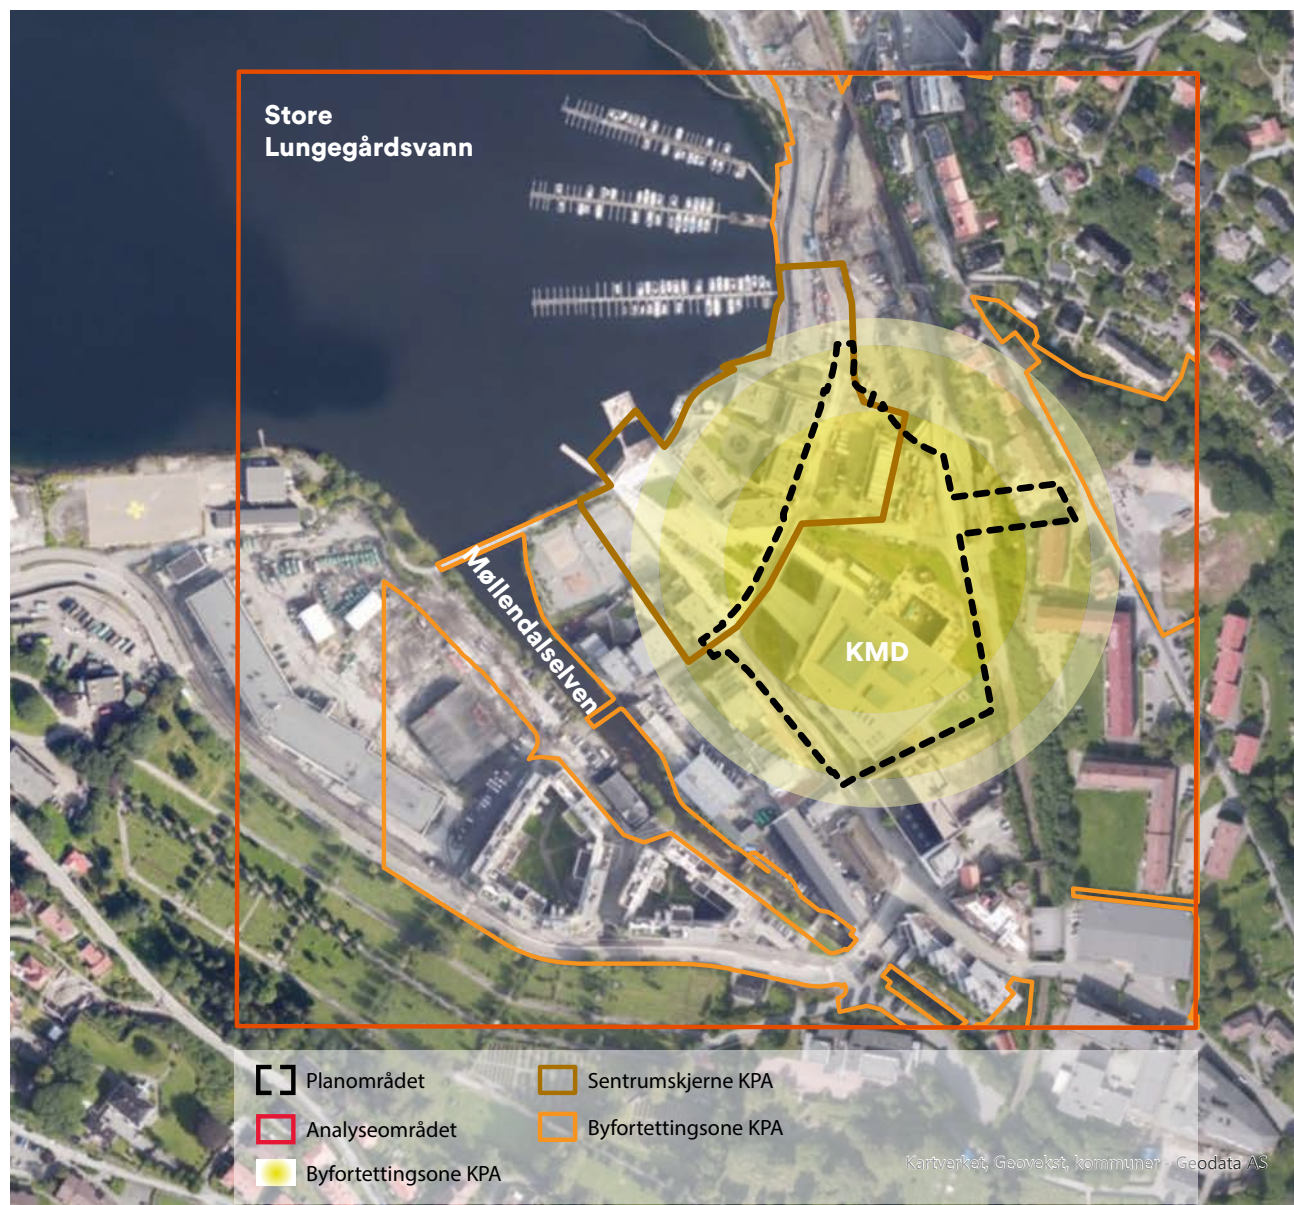 Store
Lungegårdsvann
Møllendalselven
KMD
Planområdet
Analyseområdet
Byfortettingsone KPA
Sentrumskjerne KPA
Byfortettingsone KPA
Kartverket, Geovekst, kommuner - Geodata AS